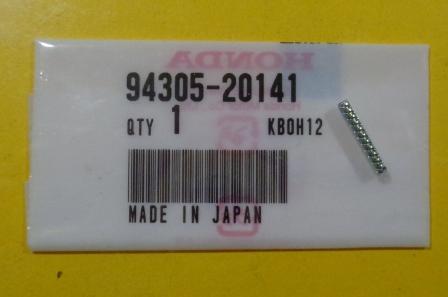 HONDA
94305-20141
QTY 1 KB0H12
MADE IN JAPAN